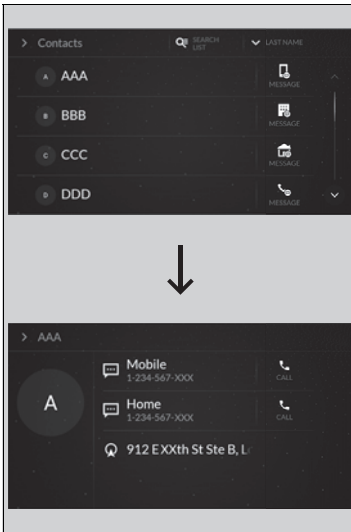 > Contacts
SEARCH LIST
LAST NAME
A AAA
MESSAGE
B BBB
MESSAGE
C CCC
MESSAGE
D DDD
MESSAGE
> AAA
A
Mobile
1-234-567-XXX
CALL
Home
1-234-567-XXX
CALL
912 E XXth St Ste B, L